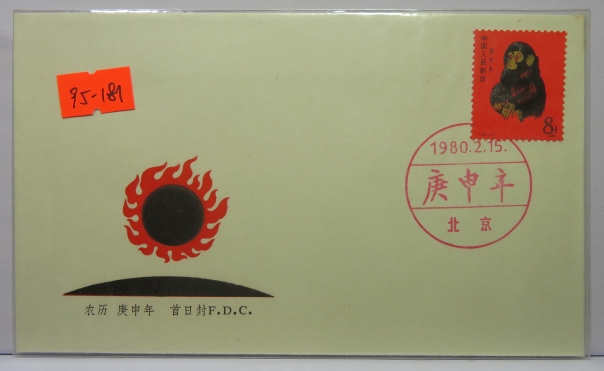 95-181
中国人民邮政
8分
1980.2.15.
庚申年
北京
农历 庚申年 首日封F.D.C.